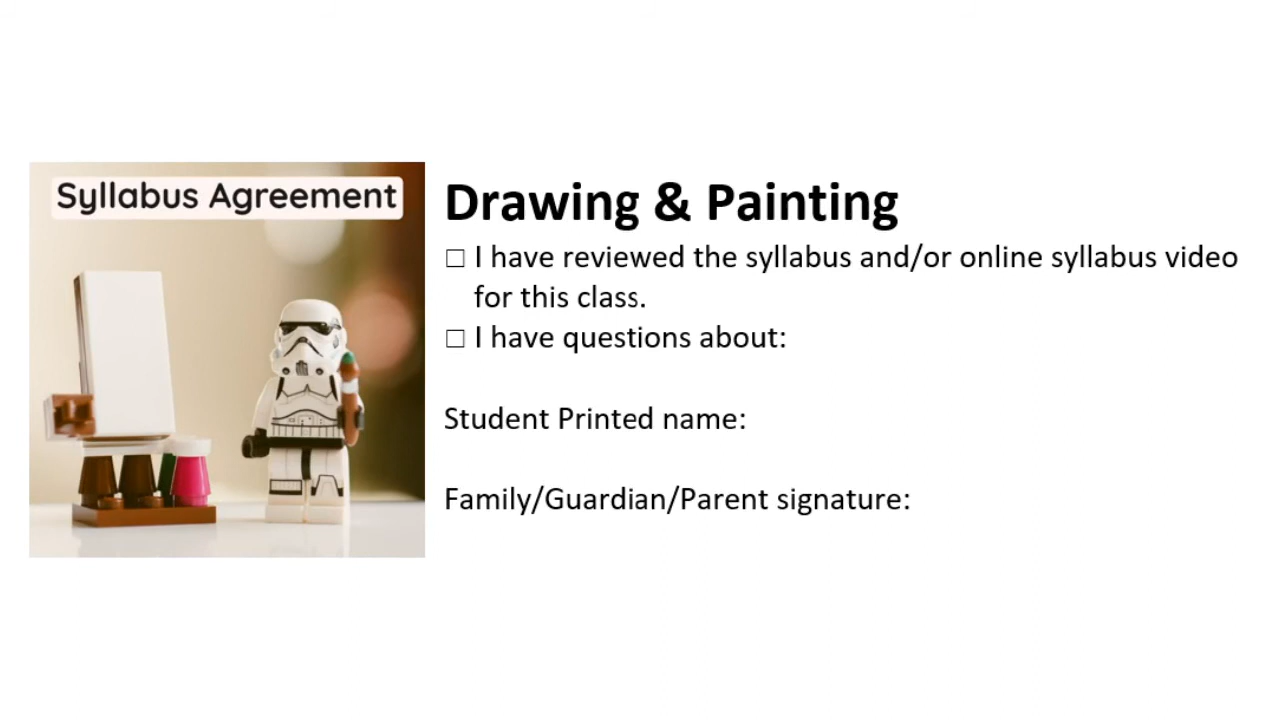 Syllabus Agreement
Drawing & Painting
□ I have reviewed the syllabus and/or online syllabus video
for this class.
□ I have questions about:
Student Printed name:
Family/Guardian/Parent signature: